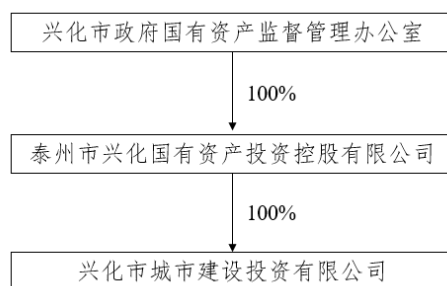 兴化市政府国有资产监督管理办公室
100%
泰州市兴化国有资产投资控股有限公司
100%
兴化市城市建设投资有限公司